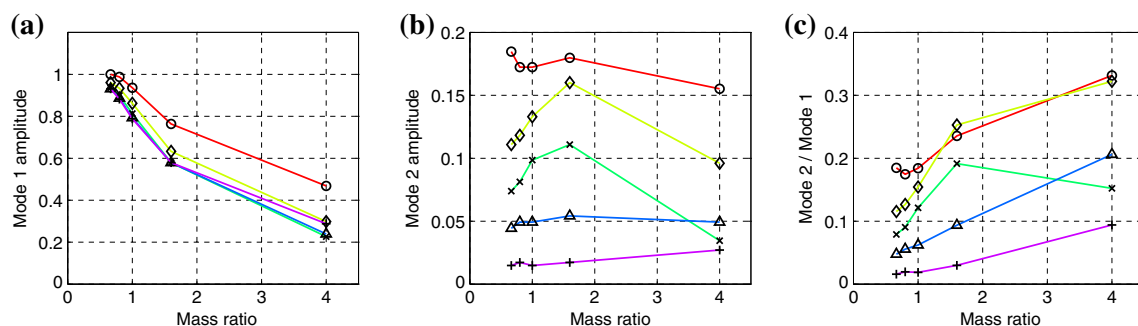 (a)
Mode 1 amplitude
1
0.8
0.6
0.4
0.2
0
0 1 2 3 4
Mass ratio
(b)
Mode 2 amplitude
0.2
0.15
0.1
0.05
0
0 1 2 3 4
Mass ratio
(c)
Mode 2 / Mode 1
0.4
0.3
0.2
0.1
0
0 1 2 3 4
Mass ratio